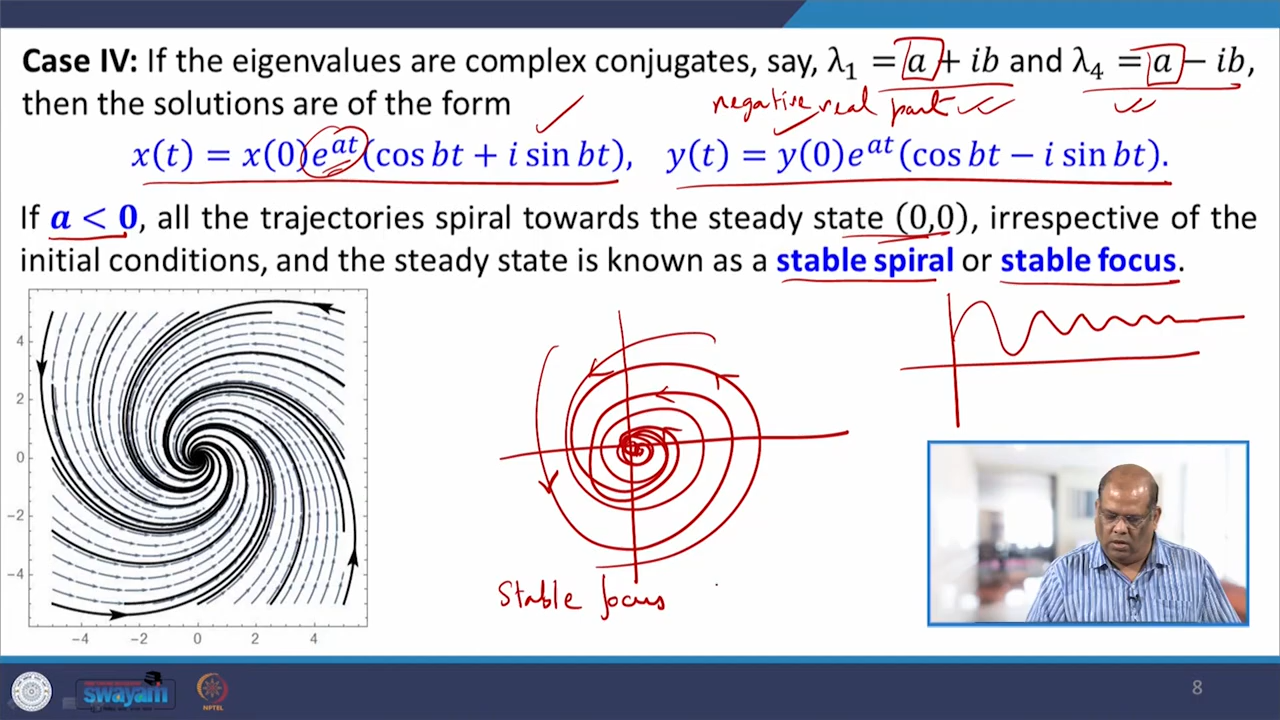 Case IV: If the eigenvalues are complex conjugates, say, λ₁ = a + ib and λ₄ = a − ib,
then the solutions are of the form
negative real part
x(t) = x(0)e^{at}(cos bt + i sin bt), y(t) = y(0)e^{at}(cos bt − i sin bt).
If a < 0, all the trajectories spiral towards the steady state (0,0), irrespective of the
initial conditions, and the steady state is known as a stable spiral or stable focus.
4
2
0
−2
−4
−4 −2 0 2 4
Stable focus
swayam
NPTEL
8